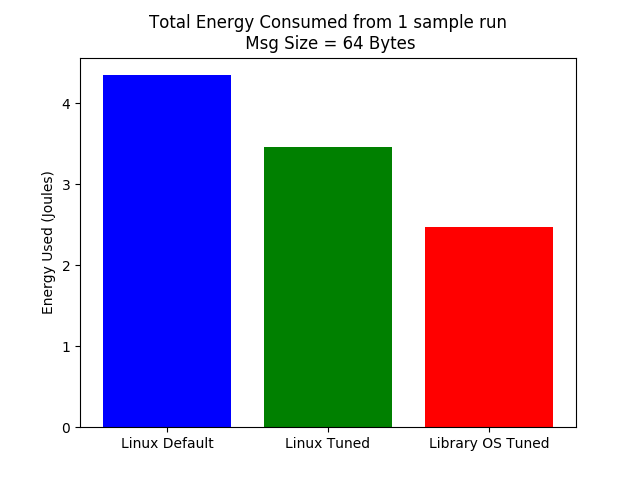 Total Energy Consumed from 1 sample run
Msg Size = 64 Bytes
Energy Used (Joules)
4
3
2
1
0
Linux Default
Linux Tuned
Library OS Tuned